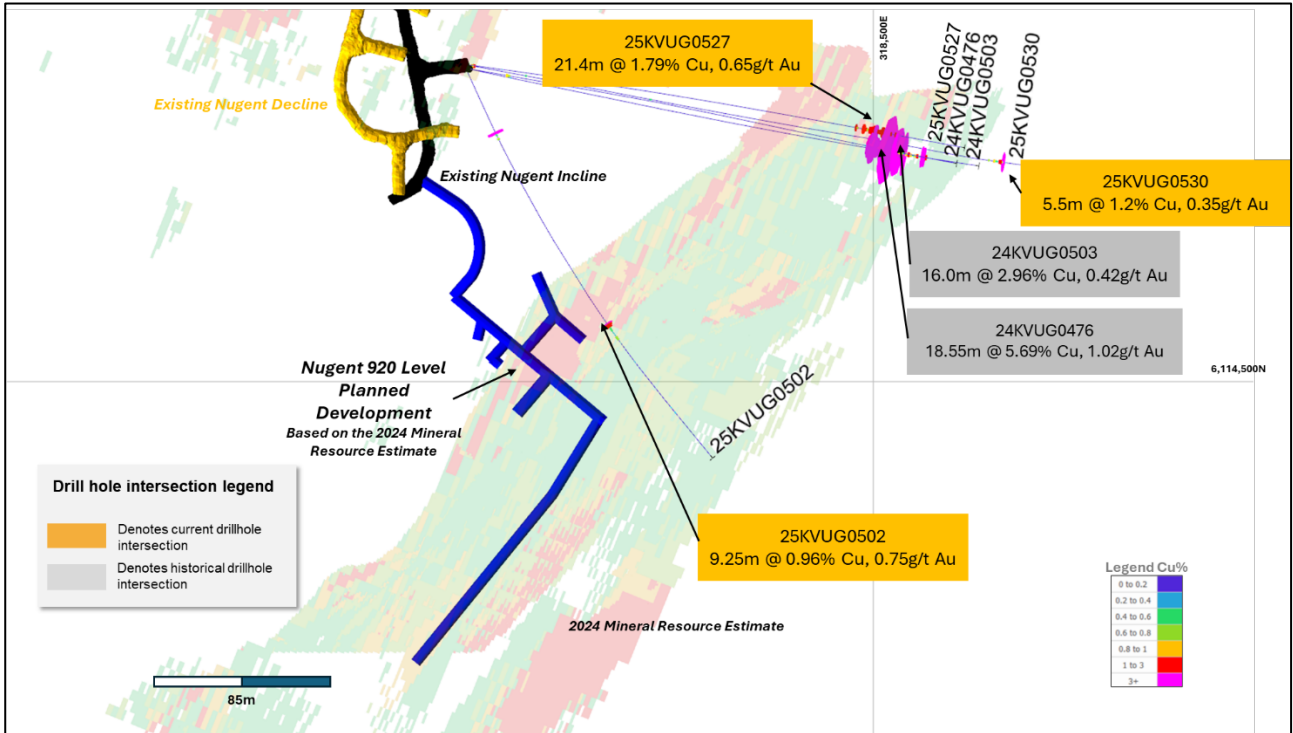 25KVUG0527
21.4m @ 1.79% Cu, 0.65g/t Au
318,500E
25KVUG0527
24KVUG0476
24KVUG0503
25KVUG0530
Existing Nugent Decline
Existing Nugent Incline
25KVUG0530
5.5m @ 1.2% Cu, 0.35g/t Au
24KVUG0503
16.0m @ 2.96% Cu, 0.42g/t Au
24KVUG0476
18.55m @ 5.69% Cu, 1.02g/t Au
6,114,500N
Nugent 920 Level
Planned
Development
Based on the 2024 Mineral
Resource Estimate
25KVUG0502
Drill hole intersection legend
Denotes current drillhole
intersection
Denotes historical drillhole
intersection
25KVUG0502
9.25m @ 0.96% Cu, 0.75g/t Au
2024 Mineral Resource Estimate
Legend Cu%
0 to 0.2
0.2 to 0.4
0.4 to 0.6
0.6 to 0.8
0.8 to 1
1 to 3
3+
85m